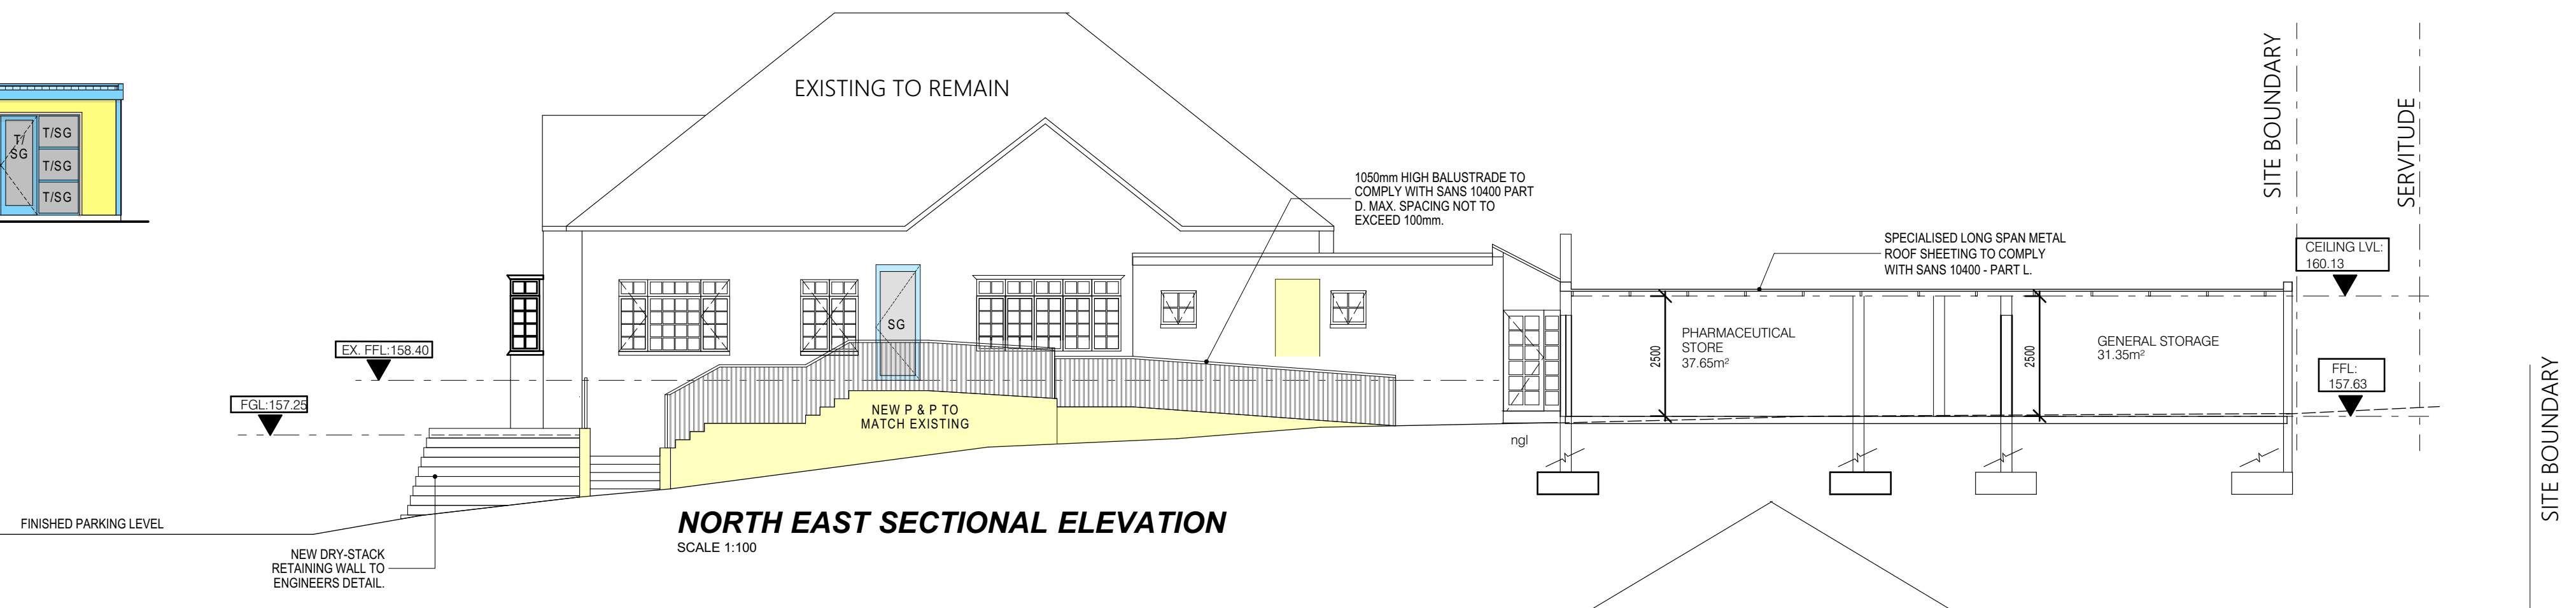 T/
SG
T/SG
T/SG
T/SG
EXISTING TO REMAIN
1050mm HIGH BALUSTRADE TO
COMPLY WITH SANS 10400 PART
D. MAX. SPACING NOT TO
EXCEED 100mm.
SITE BOUNDARY
SERVITUDE
SPECIALISED LONG SPAN METAL
ROOF SHEETING TO COMPLY
WITH SANS 10400 - PART L.
CEILING LVL:
160.13
SG
EX. FFL:158.40
FGL:157.25
2500
PHARMACEUTICAL
STORE
37.65m²
2500
GENERAL STORAGE
31.35m²
FFL:
157.63
SITE BOUNDARY
NEW P & P TO
MATCH EXISTING
ngl
FINISHED PARKING LEVEL
NORTH EAST SECTIONAL ELEVATION
SCALE 1:100
NEW DRY-STACK
RETAINING WALL TO
ENGINEERS DETAIL.